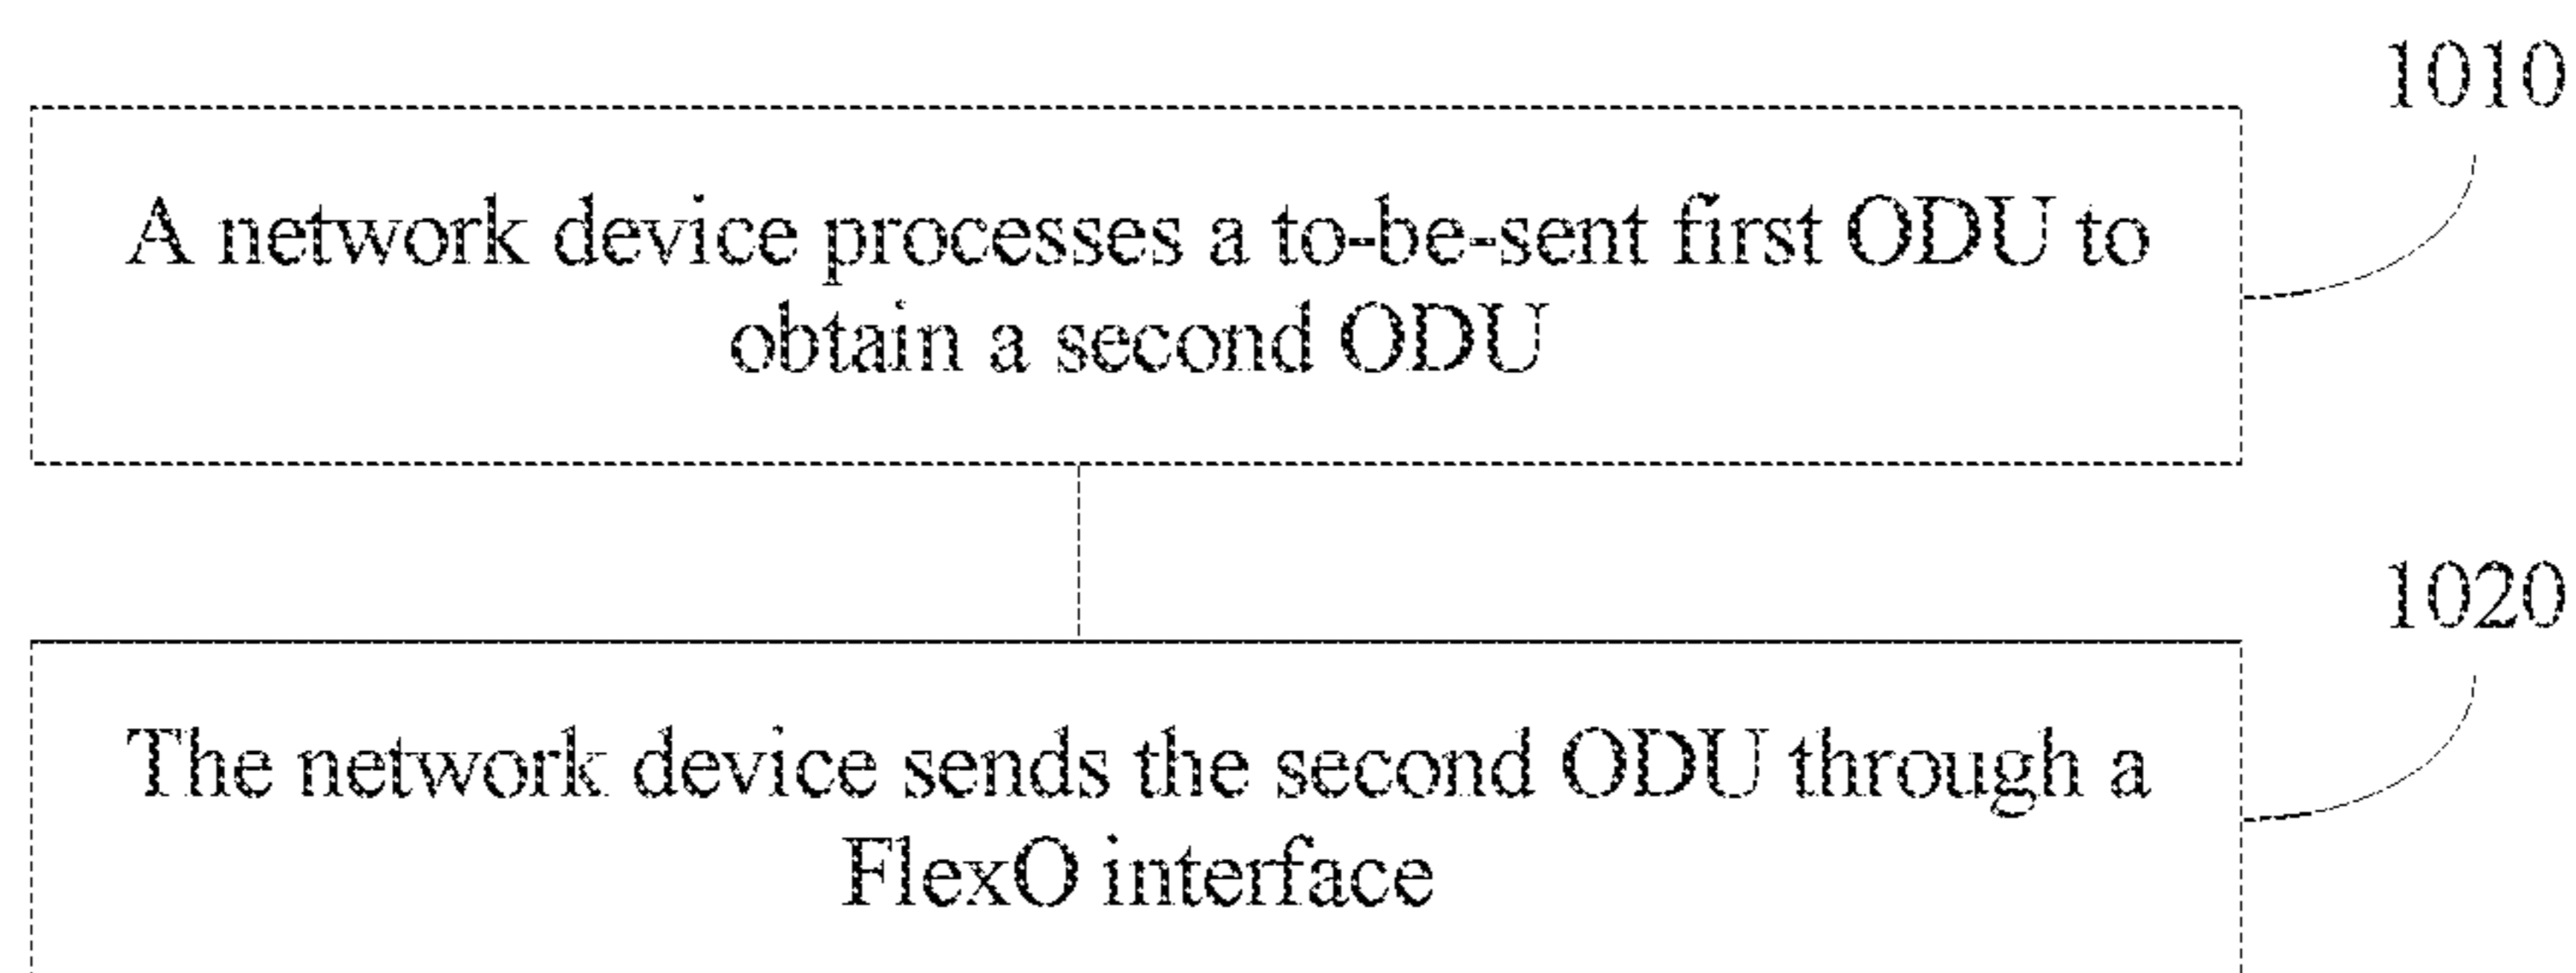 1010
A network device processes a to-be-sent first ODU to
obtain a second ODU
1020
The network device sends the second ODU through a
FlexO interface